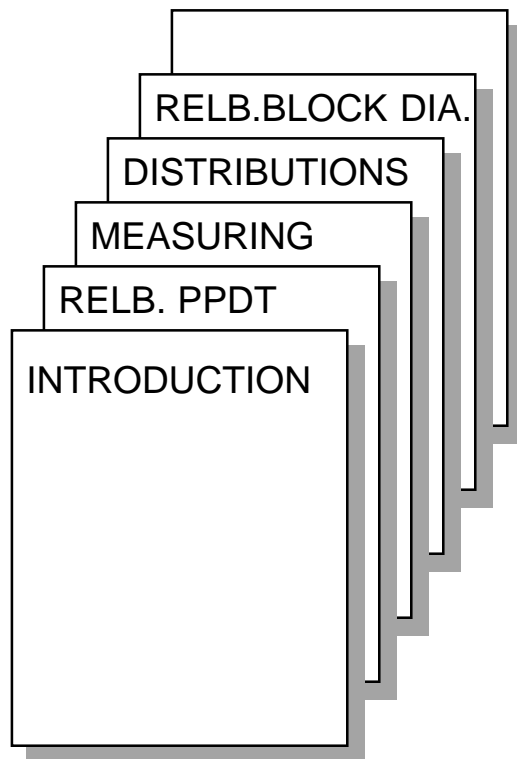 RELB.BLOCK DIA.
DISTRIBUTIONS
MEASURING
RELB. PPDT
INTRODUCTION